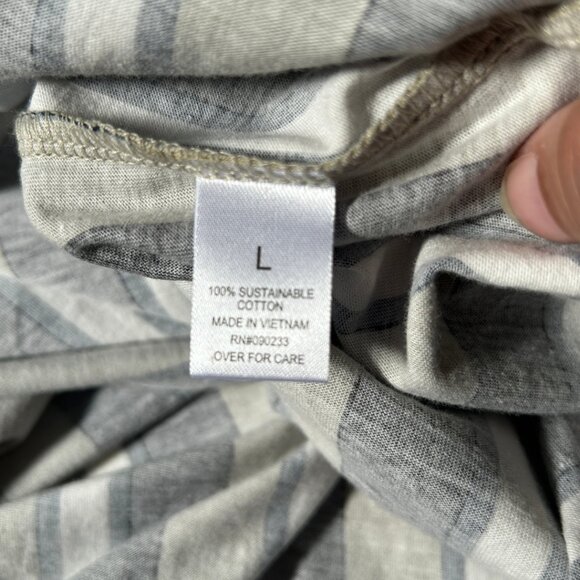 L
100% SUSTAINABLE
COTTON
MADE IN VIETNAM
RN#090233
OVER FOR CARE